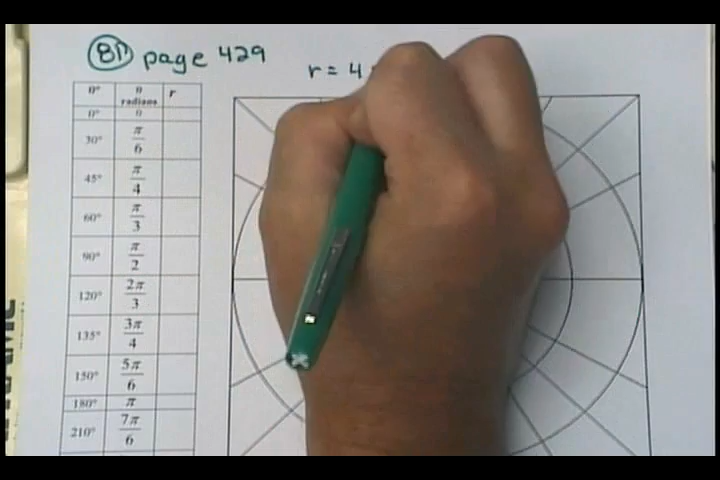 8M page 429
r = 4
θ° θ radians r
0° 0
30° π/6
45° π/4
60° π/3
90° π/2
120° 2π/3
135° 3π/4
150° 5π/6
180° π
210° 7π/6